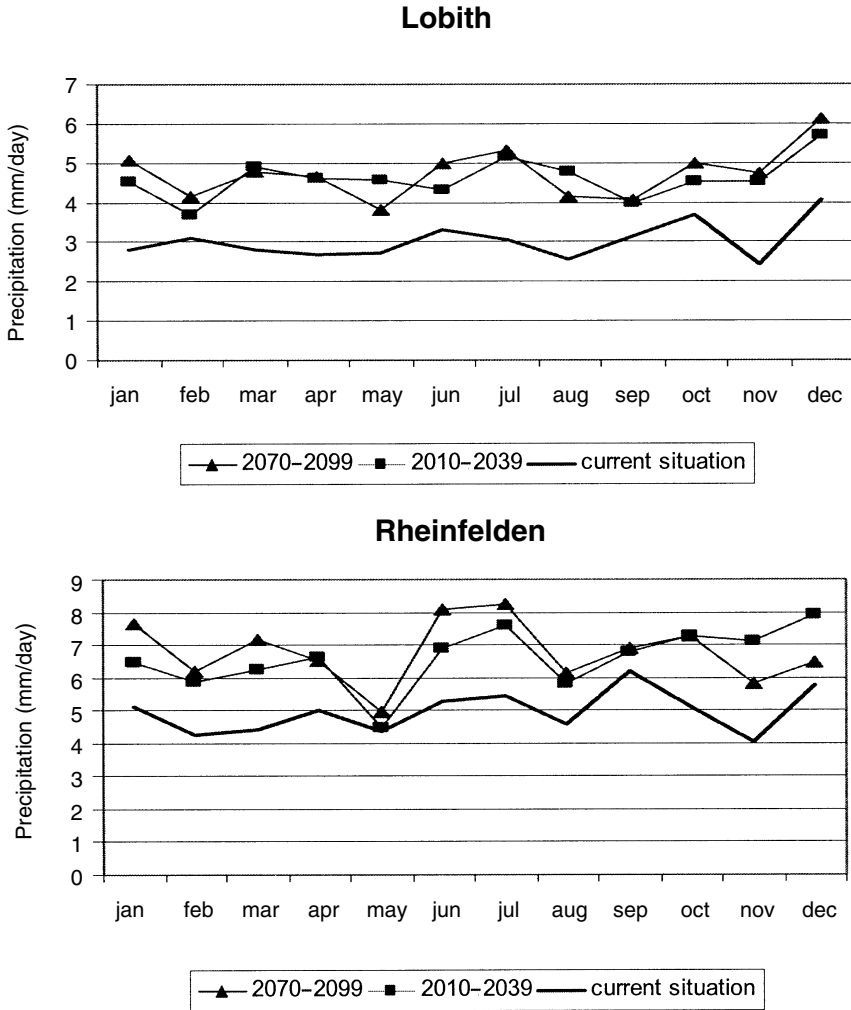 Lobith
Precipitation (mm/day)
7
6
5
4
3
2
1
0
jan feb mar apr may jun jul aug sep oct nov dec
2070–2099 2010–2039 current situation
Rheinfelden
Precipitation (mm/day)
9
8
7
6
5
4
3
2
1
0
jan feb mar apr may jun jul aug sep oct nov dec
2070–2099 2010–2039 current situation